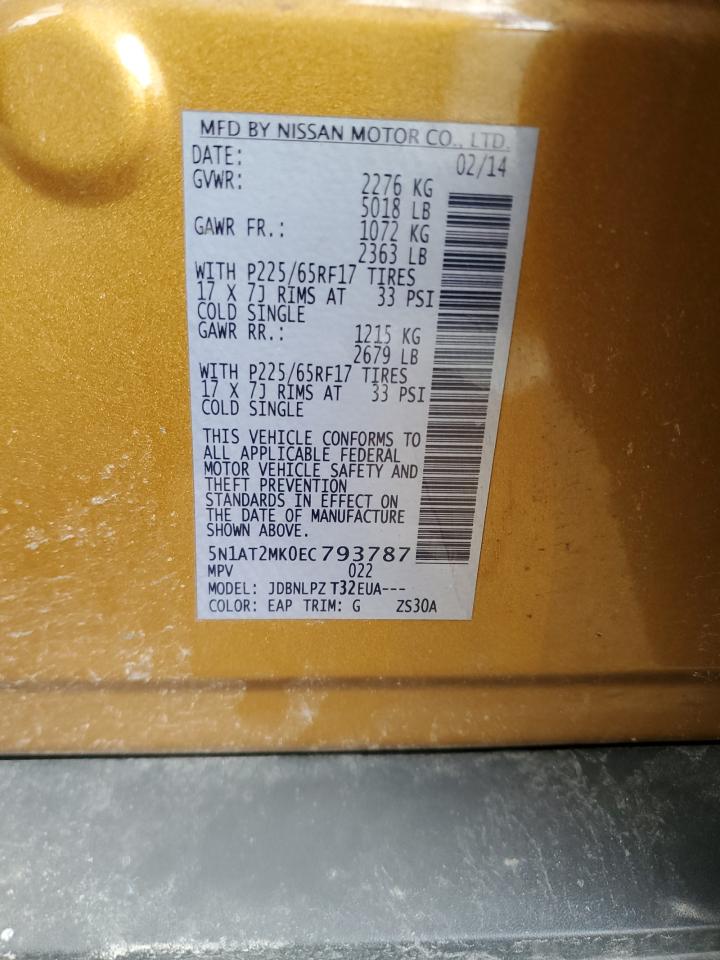 MFD BY NISSAN MOTOR CO., LTD.
DATE: 02/14
GVWR: 2276 KG
5018 LB
GAWR FR.: 1072 KG
2363 LB
WITH P225/65RF17 TIRES
17 X 7J RIMS AT 33 PSI
COLD SINGLE
GAWR RR.: 1215 KG
2679 LB
WITH P225/65RF17 TIRES
17 X 7J RIMS AT 33 PSI
COLD SINGLE
THIS VEHICLE CONFORMS TO
ALL APPLICABLE FEDERAL
MOTOR VEHICLE SAFETY AND
THEFT PREVENTION
STANDARDS IN EFFECT ON
THE DATE OF MANUFACTURE
SHOWN ABOVE.
5N1AT2MK0EC793787
MPV 022
MODEL: JDBNLPZ T32EUA---
COLOR: EAP TRIM: G ZS30A